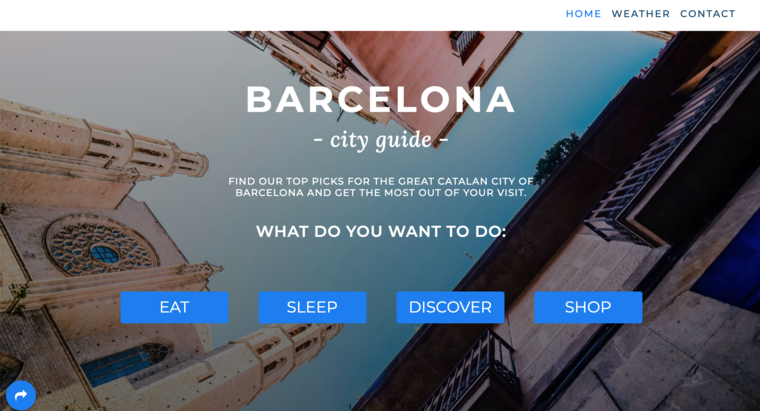 HOME WEATHER CONTACT
BARCELONA
- city guide -
FIND OUR TOP PICKS FOR THE GREAT CATALAN CITY OF
BARCELONA AND GET THE MOST OUT OF YOUR VISIT.
WHAT DO YOU WANT TO DO:
EAT SLEEP DISCOVER SHOP